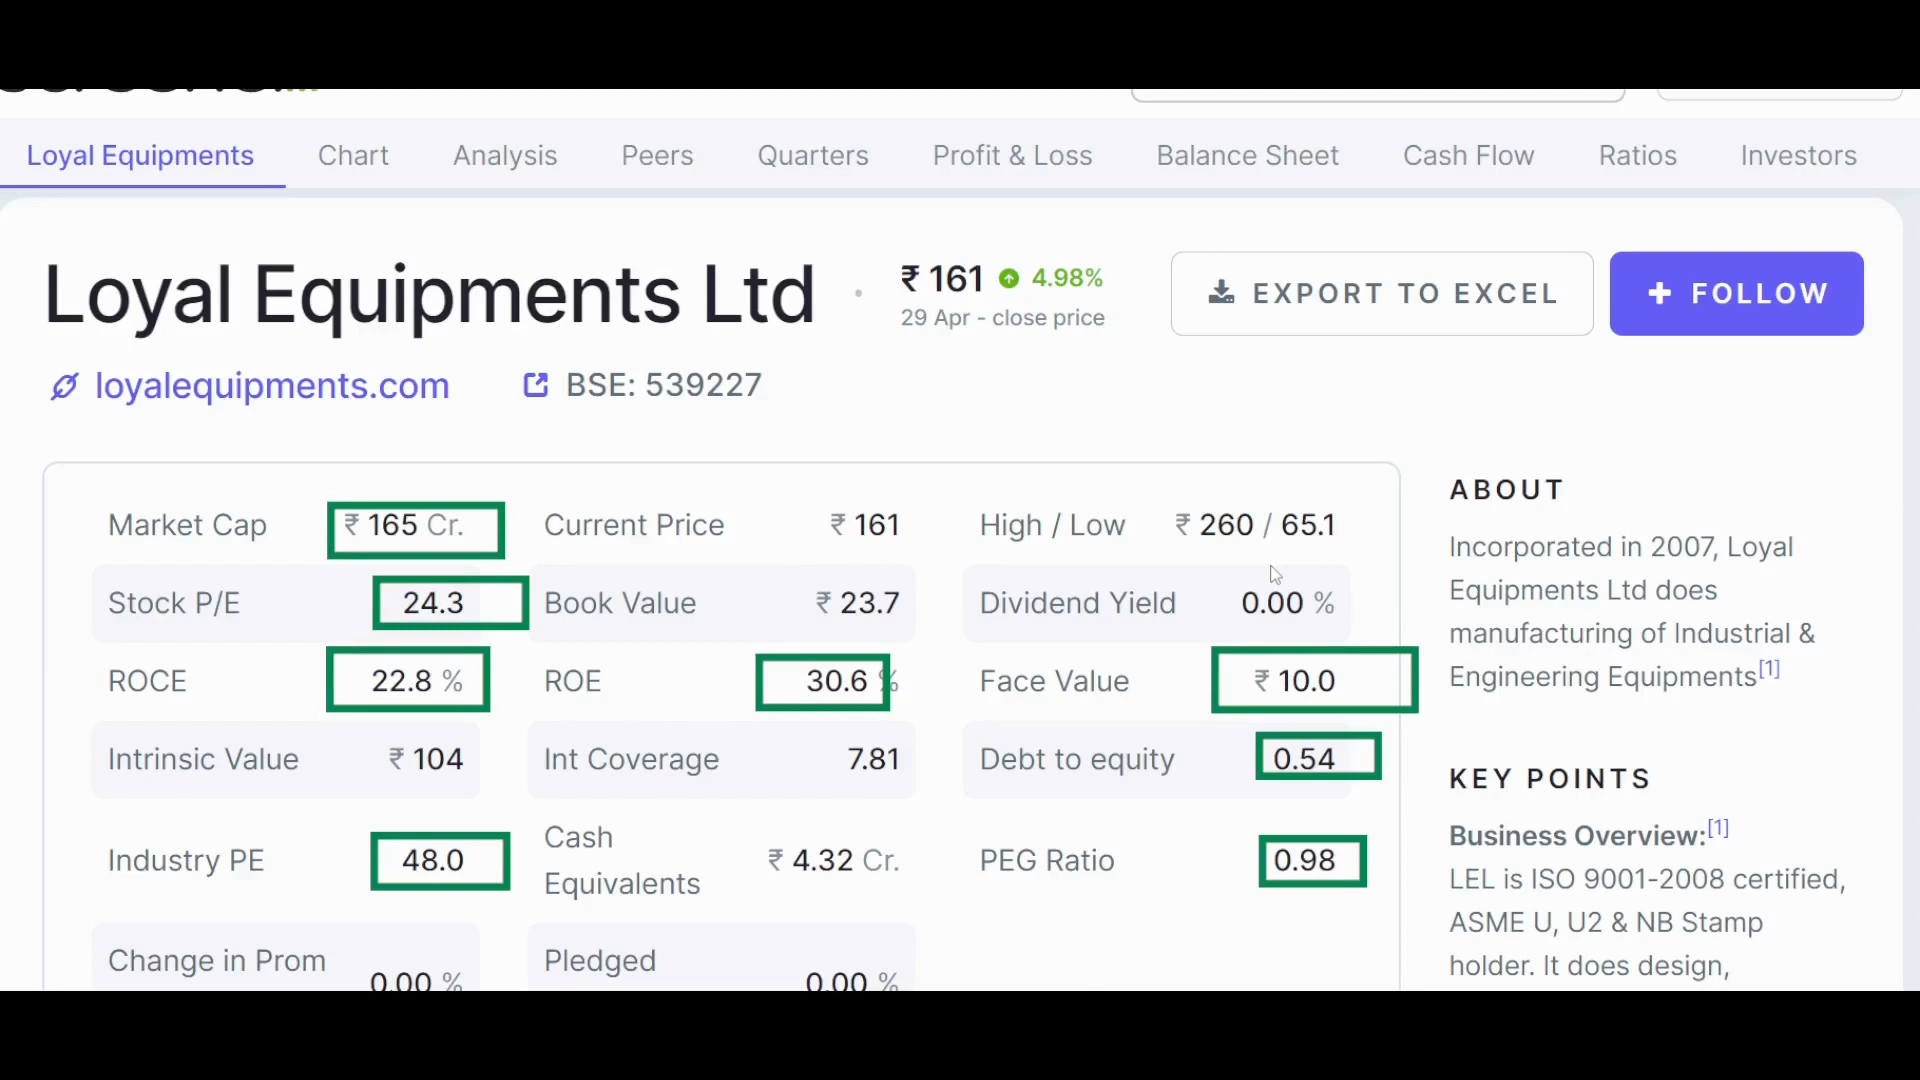 Loyal Equipments Chart Analysis Peers Quarters Profit & Loss Balance Sheet Cash Flow Ratios Investors
Loyal Equipments Ltd
₹ 161 4.98%
29 Apr - close price
EXPORT TO EXCEL
FOLLOW
loyalequipments.com BSE: 539227
Market Cap ₹ 165 Cr. Current Price ₹ 161 High / Low ₹ 260 / 65.1
Stock P/E 24.3 Book Value ₹ 23.7 Dividend Yield 0.00 %
ROCE 22.8 % ROE 30.6 % Face Value ₹ 10.0
Intrinsic Value ₹ 104 Int Coverage 7.81 Debt to equity 0.54
Industry PE 48.0 Cash Equivalents ₹ 4.32 Cr. PEG Ratio 0.98
Change in Prom 0.00 % Pledged 0.00 %
ABOUT
Incorporated in 2007, Loyal
Equipments Ltd does
manufacturing of Industrial &
Engineering Equipments[1]
KEY POINTS
Business Overview:[1]
LEL is ISO 9001-2008 certified,
ASME U, U2 & NB Stamp
holder. It does design,